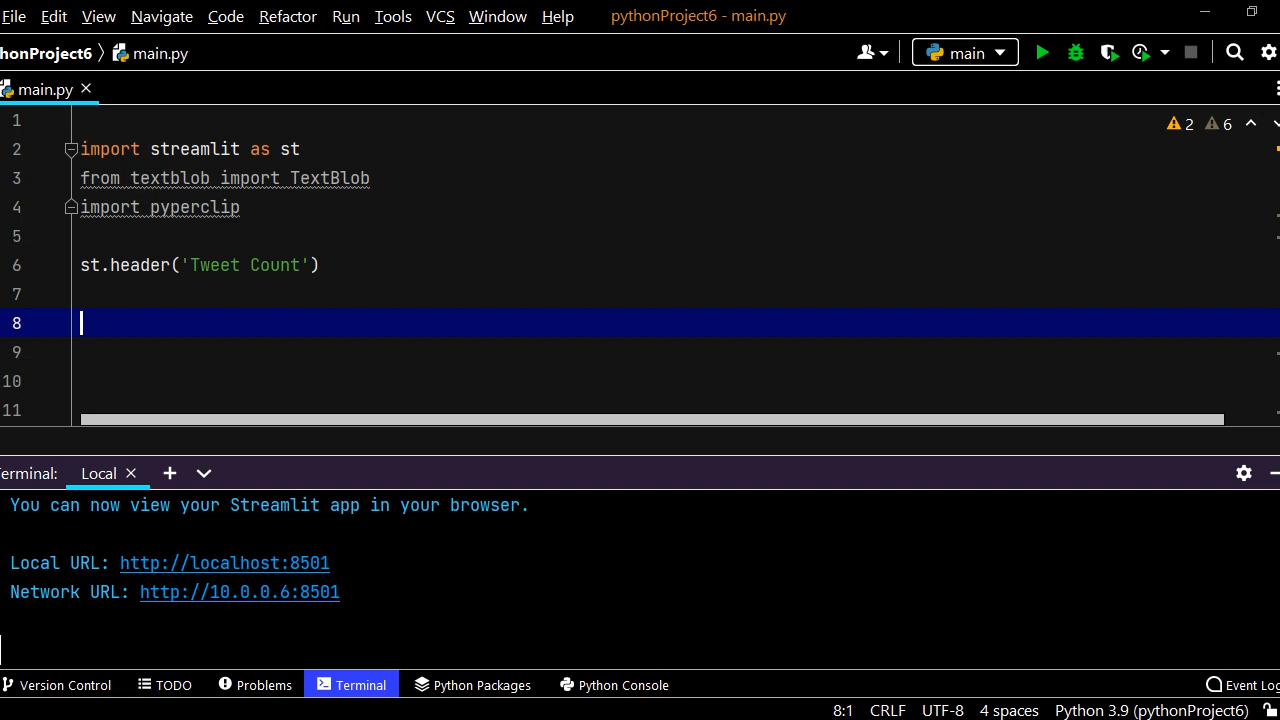 File Edit View Navigate Code Refactor Run Tools VCS Window Help pythonProject6 - main.py
honProject6 main.py main
main.py
2 6
1
2 import streamlit as st
3 from textblob import TextBlob
4 import pyperclip
5
6 st.header('Tweet Count')
7
8
9
10
11
erminal: Local
You can now view your Streamlit app in your browser.
Local URL: http://localhost:8501
Network URL: http://10.0.0.6:8501
Version Control TODO Problems Terminal Python Packages Python Console Event Log
8:1 CRLF UTF-8 4 spaces Python 3.9 (pythonProject6)